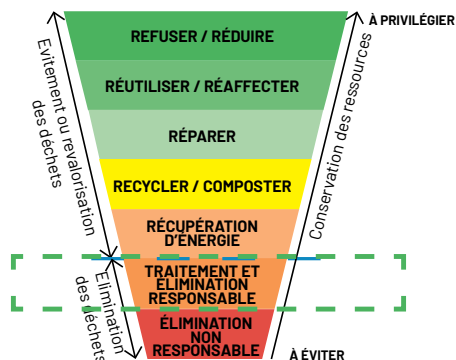 À PRIVILÉGIER
REFUSER / RÉDUIRE
RÉUTILISER / RÉAFFECTER
RÉPARER
RECYCLER / COMPOSTER
RÉCUPÉRATION
D'ÉNERGIE
TRAITEMENT ET
ÉLIMINATION
RESPONSABLE
ÉLIMINATION
NON
RESPONSABLE
À ÉVITER
Evitement ou revalorisation
des déchets
Elimination
des déchets
Conservation des ressources